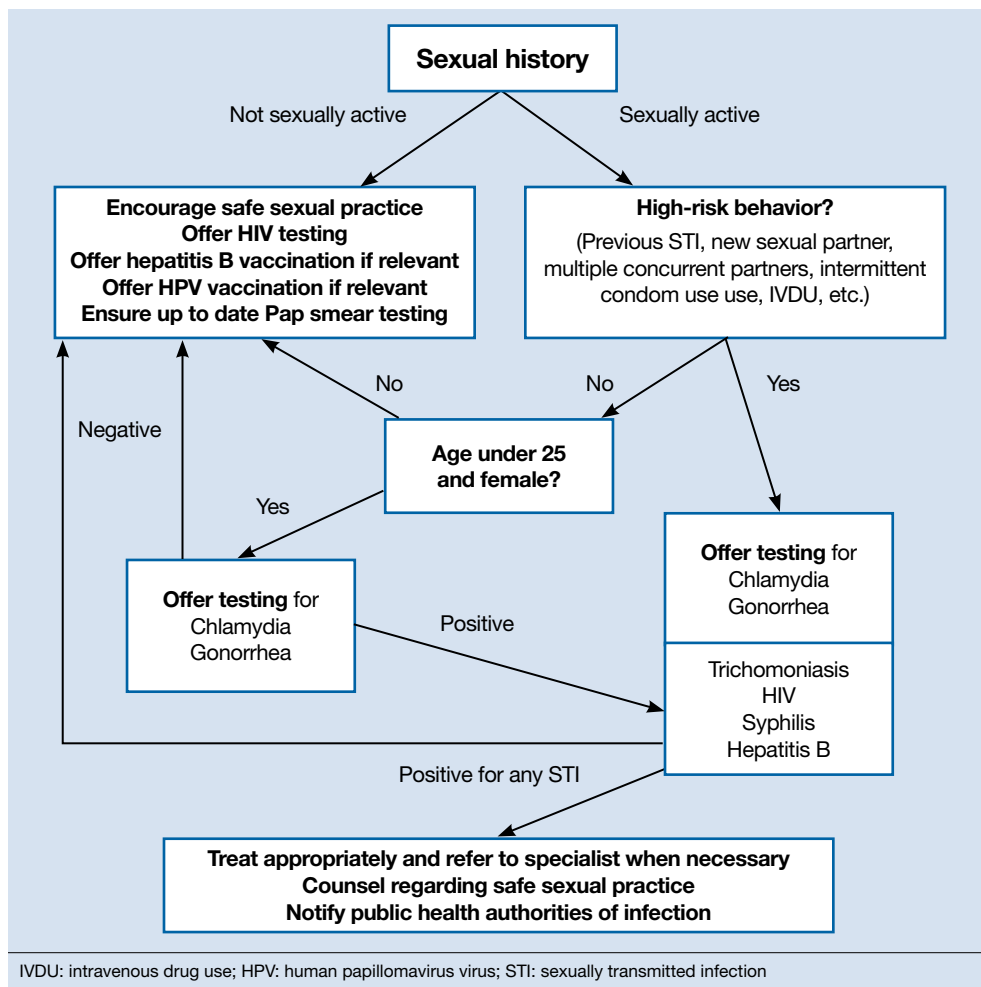 Sexual history
Not sexually active
Sexually active
Encourage safe sexual practice
Offer HIV testing
Offer hepatitis B vaccination if relevant
Offer HPV vaccination if relevant
Ensure up to date Pap smear testing
High-risk behavior?
(Previous STI, new sexual partner,
multiple concurrent partners, intermittent
condom use use, IVDU, etc.)
No
No
Yes
Negative
Age under 25
and female?
Yes
Offer testing for
Chlamydia
Gonorrhea
Positive
Offer testing for
Chlamydia
Gonorrhea
Trichomoniasis
HIV
Syphilis
Hepatitis B
Positive for any STI
Treat appropriately and refer to specialist when necessary
Counsel regarding safe sexual practice
Notify public health authorities of infection
IVDU: intravenous drug use; HPV: human papillomavirus virus; STI: sexually transmitted infection